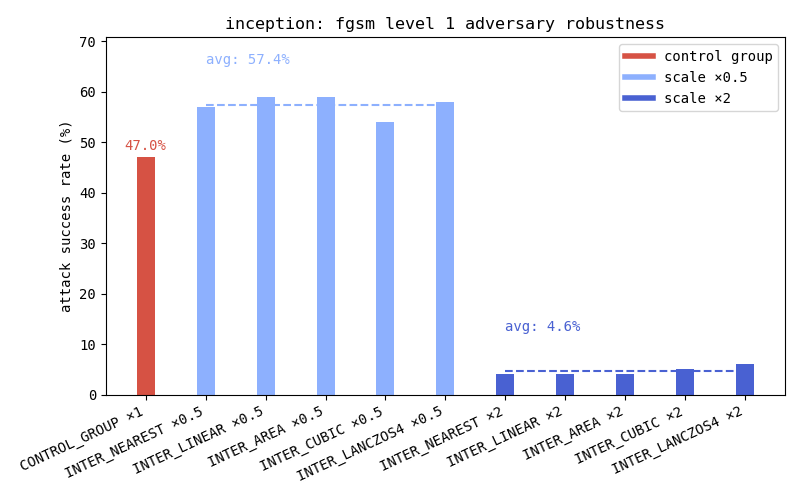 inception: fgsm level 1 adversary robustness
attack success rate (%)
70
60
50
40
30
20
10
0
avg: 57.4%
47.0%
avg: 4.6%
control group
scale ×0.5
scale ×2
CONTROL_GROUP ×1
INTER_NEAREST ×0.5
INTER_LINEAR ×0.5
INTER_AREA ×0.5
INTER_CUBIC ×0.5
INTER_LANCZOS4 ×0.5
INTER_NEAREST ×2
INTER_LINEAR ×2
INTER_AREA ×2
INTER_CUBIC ×2
INTER_LANCZOS4 ×2